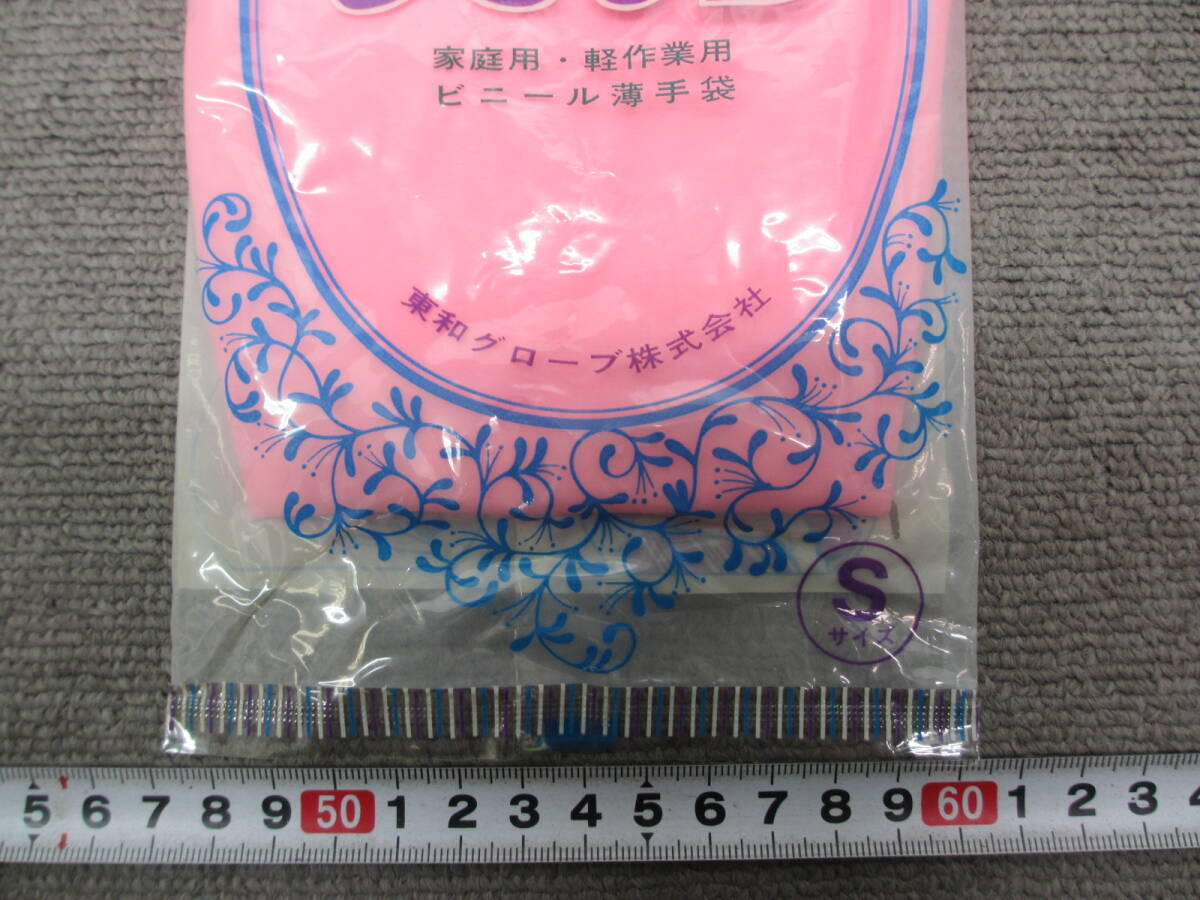 家庭用・軽作業用
ビニール薄手袋
東和グローブ株式会社
S
サイズ
5 6 7 8 9 50 1 2 3 4 5 6 7 8 9 60 1 2 3 4